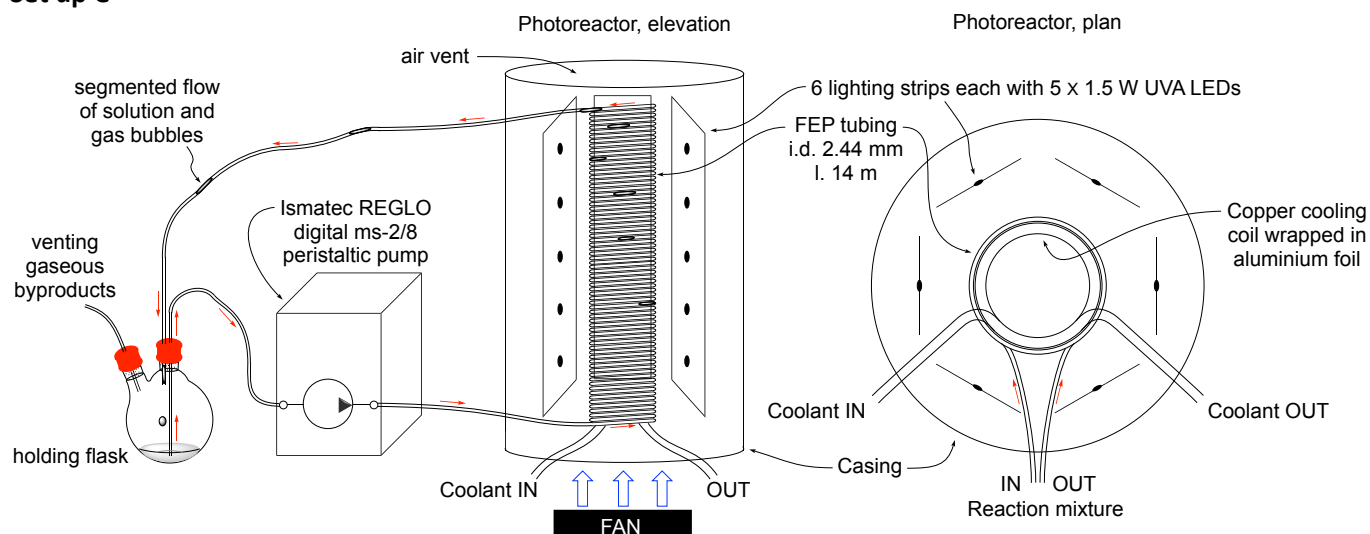 Photoreactor, elevation
Photoreactor, plan
air vent
segmented flow
of solution and
gas bubbles
6 lighting strips each with 5 x 1.5 W UVA LEDs
FEP tubing
i.d. 2.44 mm
l. 14 m
Ismatec REGLO
digital ms-2/8
peristaltic pump
Copper cooling
coil wrapped in
aluminium foil
venting
gaseous
byproducts
holding flask
Coolant IN
OUT
FAN
Casing
Coolant IN
Coolant OUT
IN OUT
Reaction mixture